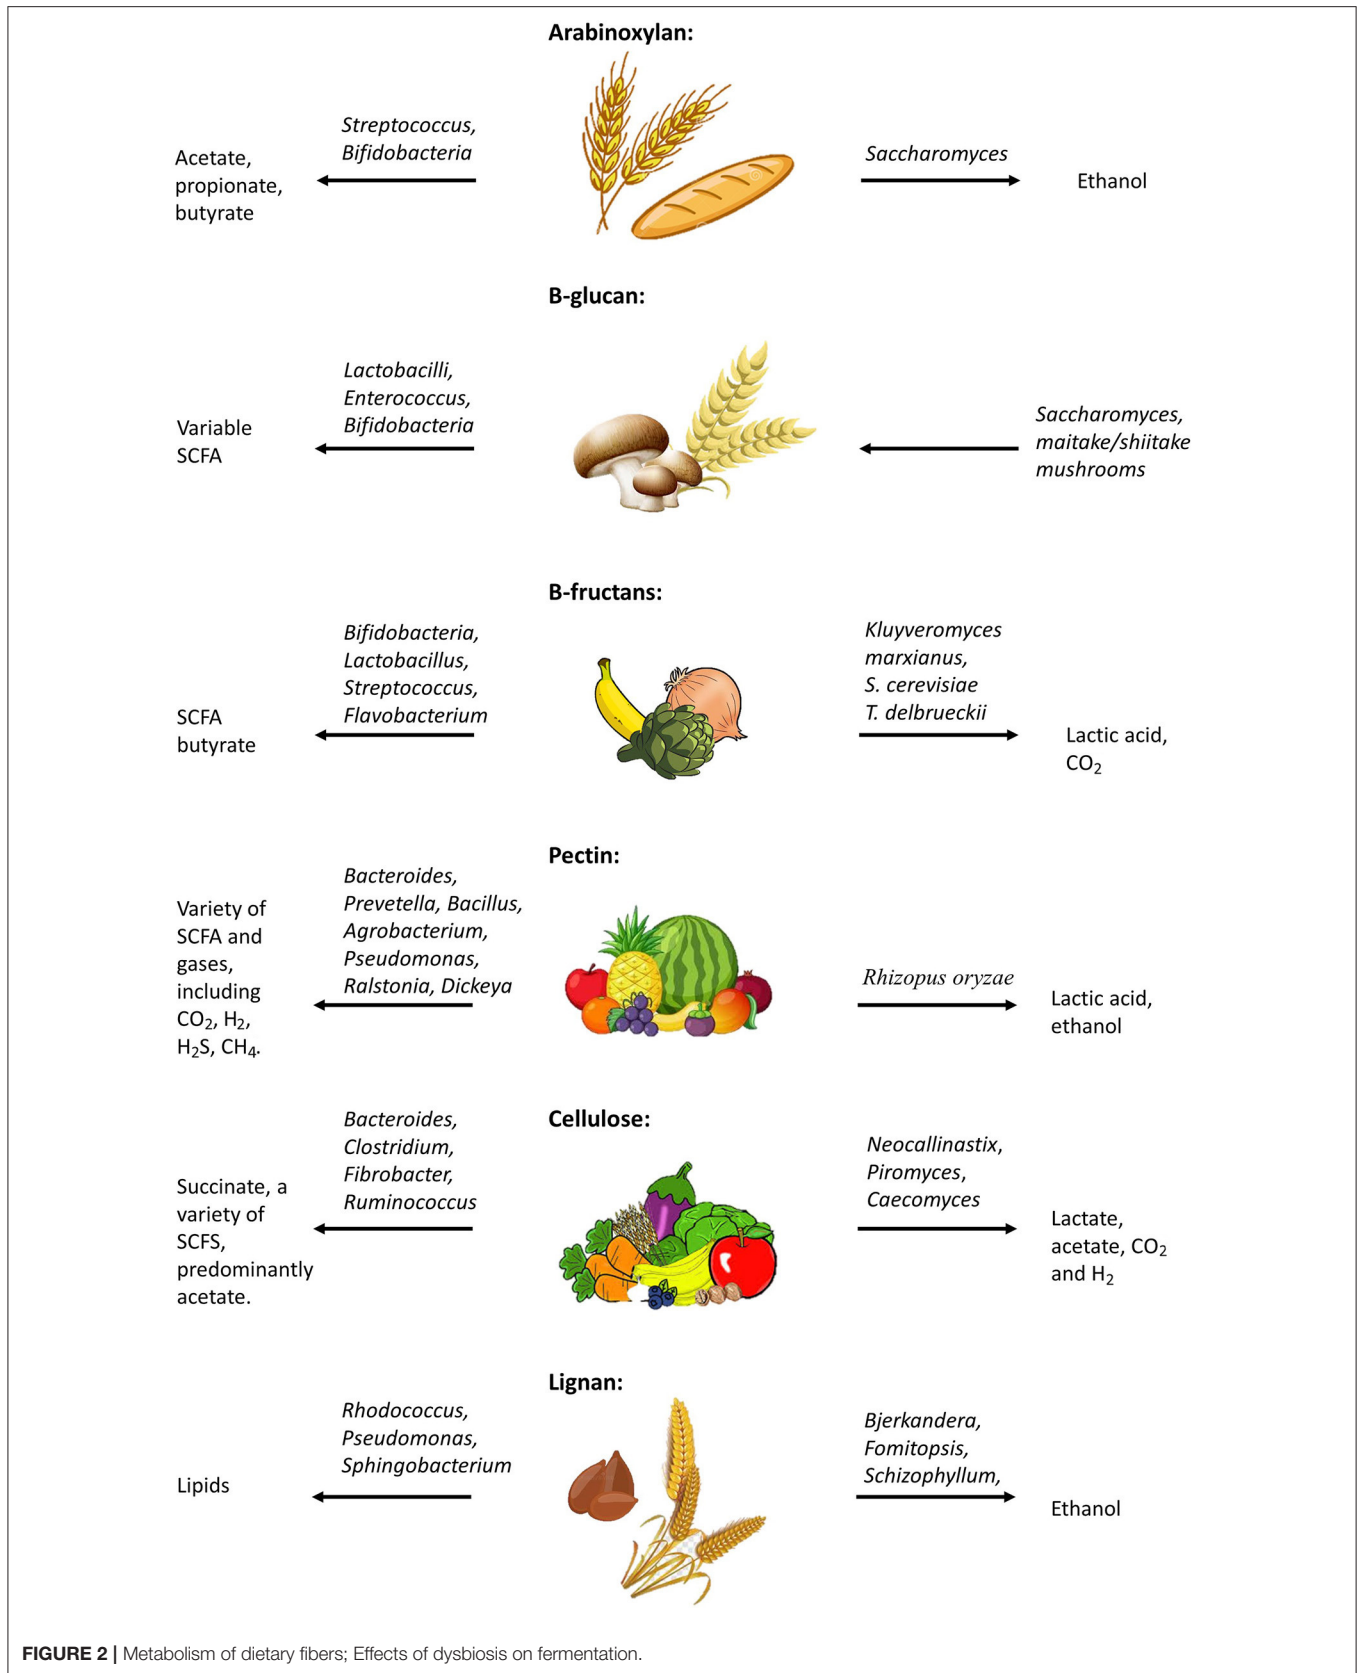 Arabinoxylan:
Streptococcus,
Bifidobacteria
Acetate,
propionate,
butyrate
Saccharomyces
Ethanol
B-glucan:
Lactobacilli,
Enterococcus,
Bifidobacteria
Variable
SCFA
Saccharomyces,
maitake/shiitake
mushrooms
B-fructans:
Bifidobacteria,
Lactobacillus,
Streptococcus,
Flavobacterium
SCFA
butyrate
Kluyveromyces
marxianus,
S. cerevisiae
T. delbrueckii
Lactic acid,
CO₂
Pectin:
Bacteroides,
Prevetella, Bacillus,
Agrobacterium,
Pseudomonas,
Ralstonia, Dickeya
Variety of
SCFA and
gases,
including
CO₂, H₂,
H₂S, CH₄.
Rhizopus oryzae
Lactic acid,
ethanol
Cellulose:
Bacteroides,
Clostridium,
Fibrobacter,
Ruminococcus
Succinate, a
variety of
SCFS,
predominantly
acetate.
Neocallinastix,
Piromyces,
Caecomyces
Lactate,
acetate, CO₂
and H₂
Lignan:
Rhodococcus,
Pseudomonas,
Sphingobacterium
Lipids
Bjerkandera,
Fomitopsis,
Schizophyllum,
Ethanol
FIGURE 2 | Metabolism of dietary fibers; Effects of dysbiosis on fermentation.